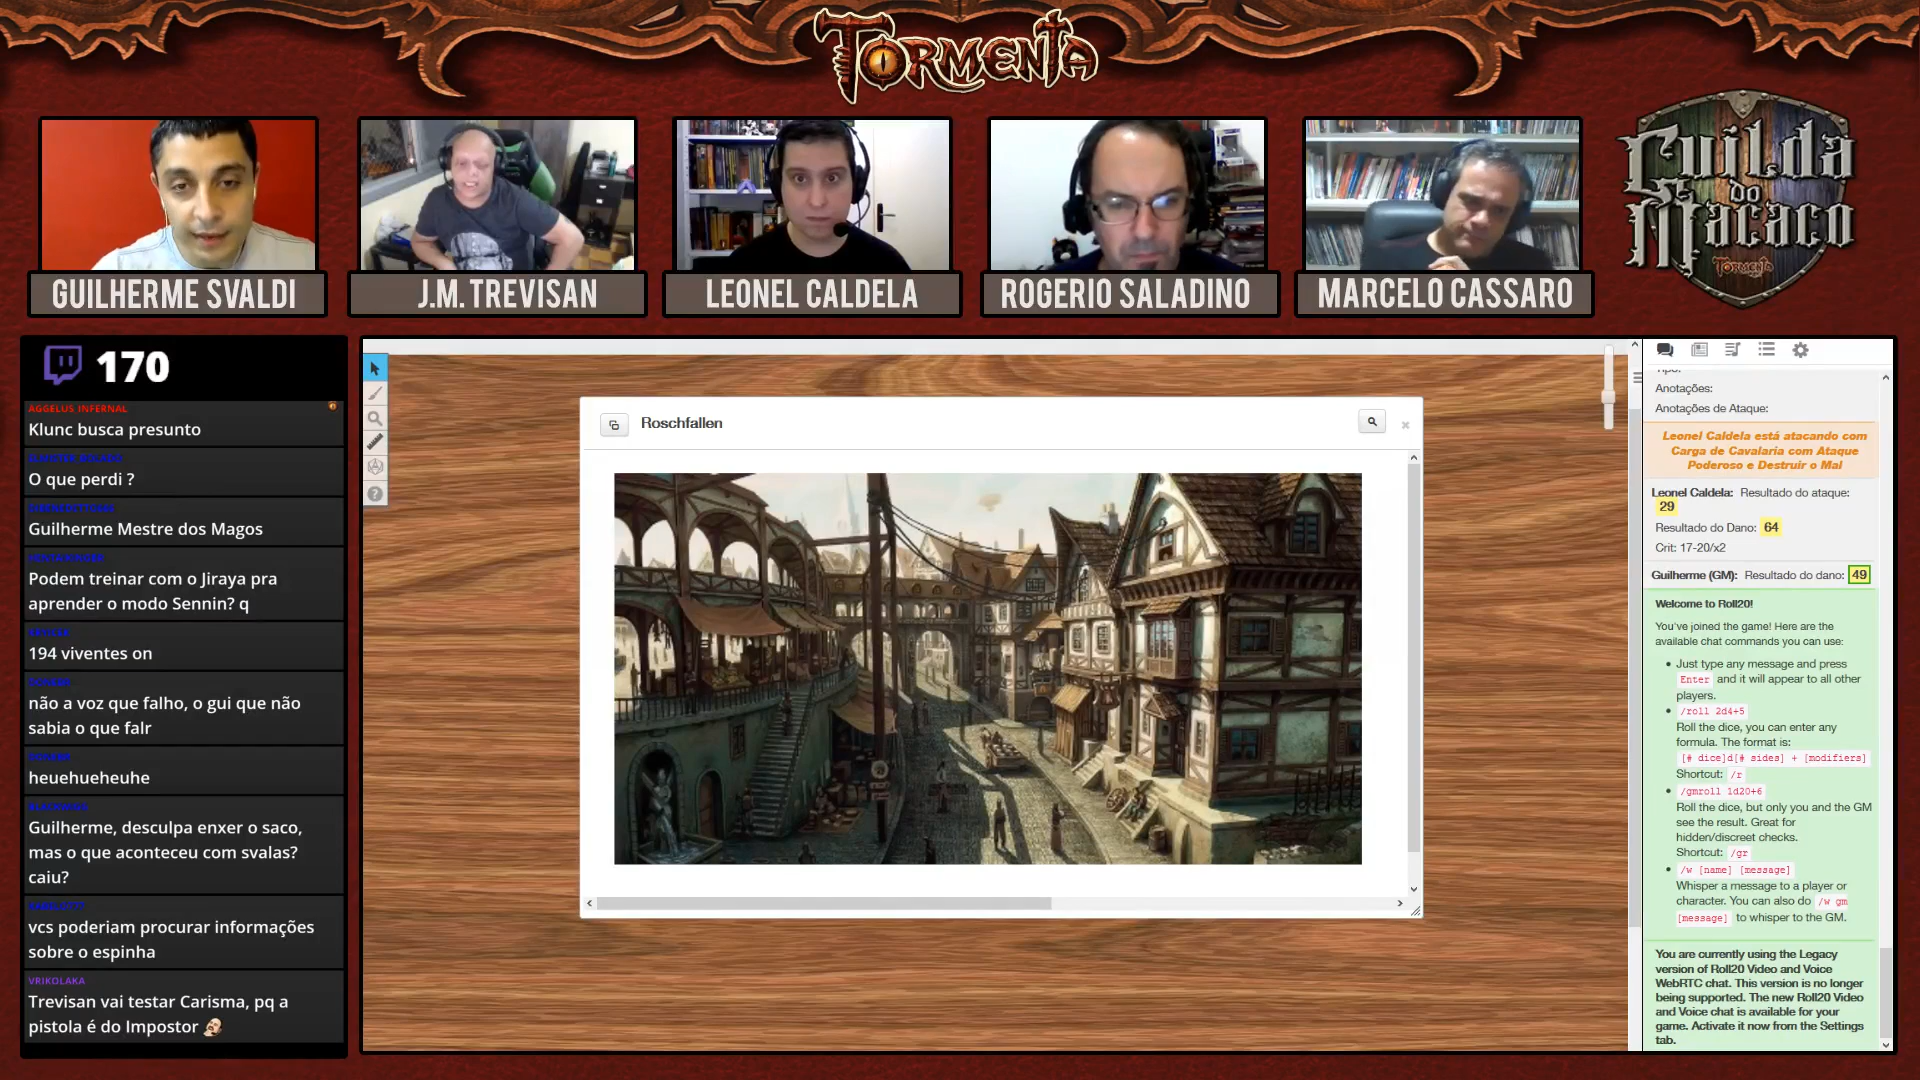 TORMENTA
Guilda
do
Macaco
TORMENTA
GUILHERME SVALDI
J.M. TREVISAN
LEONEL CALDELA
ROGERIO SALADINO
MARCELO CASSARO
170
AGGELUS INFERNAL
Klunc busca presunto
O que perdi ?
Guilherme Mestre dos Magos
Podem treinar com o Jiraya pra
aprender o modo Sennin? q
194 viventes on
não a voz que falho, o gui que não
sabia o que falr
heuehueheuhe
Guilherme, desculpa enxer o saco,
mas o que aconteceu com svalas?
caiu?
vcs poderiam procurar informações
sobre o espinha
VRIKOLAKA
Trevisan vai testar Carisma, pq a
pistola é do Impostor
Roschfallen
Anotações:
Anotações de Ataque:
Leonel Caldela está atacando com
Carga de Cavalaria com Ataque
Poderoso e Destruir o Mal
Leonel Caldela: Resultado do ataque:
29
Resultado do Dano: 64
Crit: 17-20/x2
Guilherme (GM): Resultado do dano: 49
Welcome to Roll20!
You've joined the game! Here are the
available chat commands you can use:
Just type any message and press
Enter and it will appear to all other
players.
/roll 2d4+5
Roll the dice, you can enter any
formula. The format is:
[# dice]d[# sides] + [modifiers]
Shortcut: /r
/gmroll 1d20+6
Roll the dice, but only you and the GM
see the result. Great for
hidden/discreet checks.
Shortcut: /gr
/w [name] [message]
Whisper a message to a player or
character. You can also do /w gm
[message] to whisper to the GM.
You are currently using the Legacy
version of Roll20 Video and Voice
WebRTC chat. This version is no longer
being supported. The new Roll20 Video
and Voice chat is available for your
game. Activate it now from the Settings
tab.